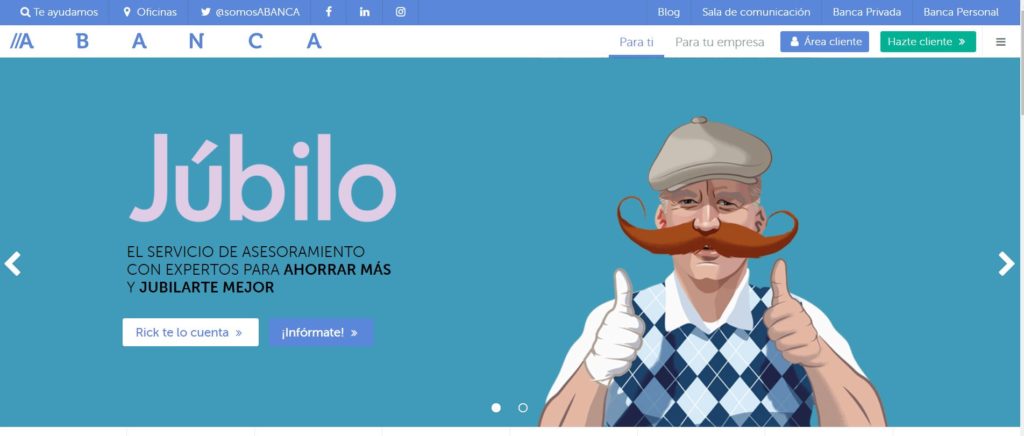 Te ayudamos Oficinas @somosABANCA Blog Sala de comunicación Banca Privada Banca Personal
///ABANCA Para ti Para tu empresa Área cliente Hazte cliente »
Júbilo
EL SERVICIO DE ASESORAMIENTO
CON EXPERTOS PARA AHORRAR MÁS
Y JUBILARTE MEJOR
Rick te lo cuenta » ¡Infórmate! »